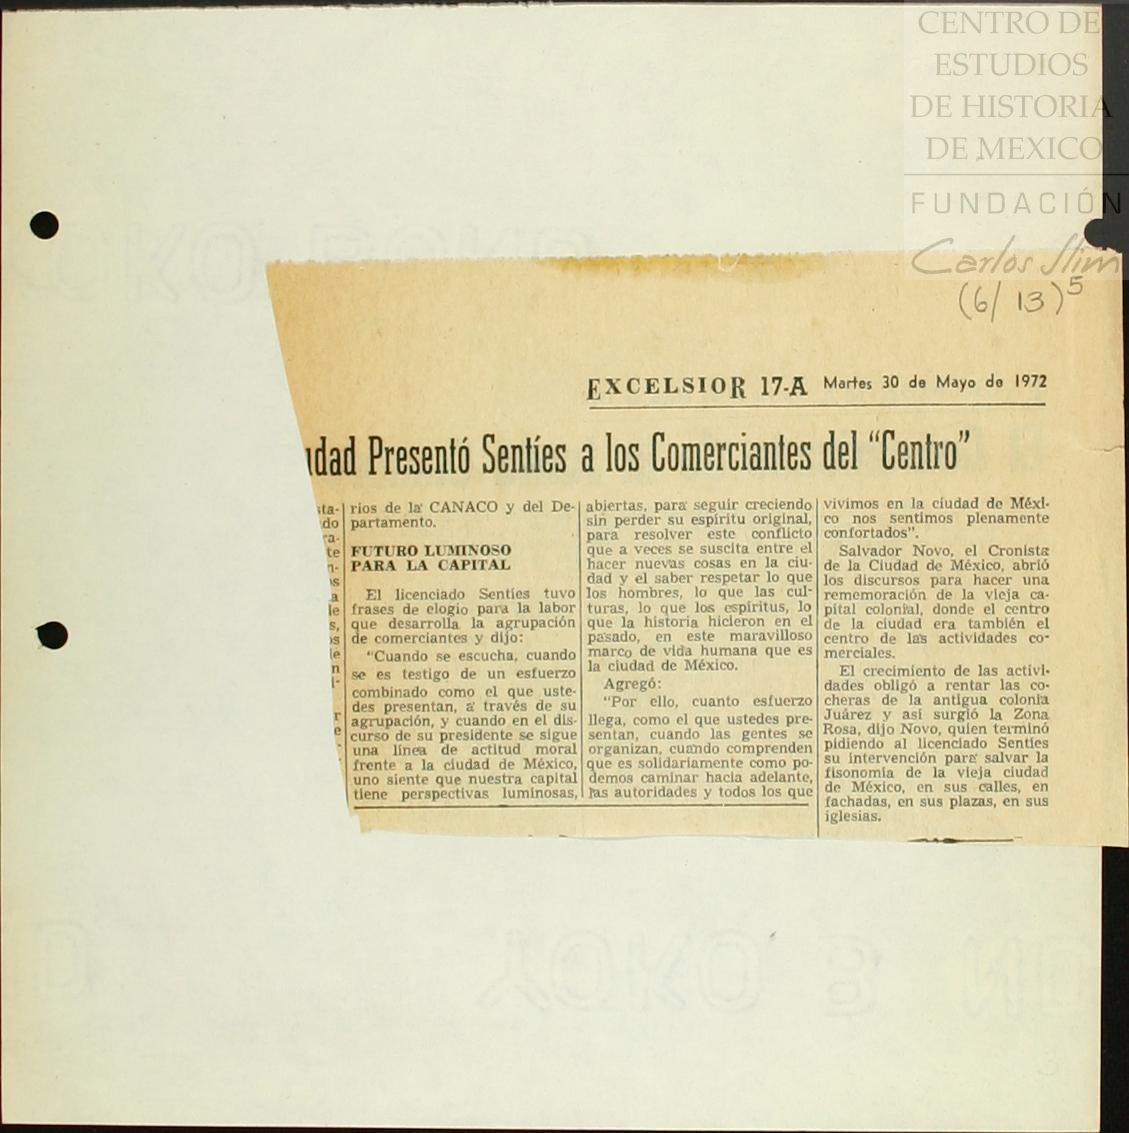 CENTRO DE
ESTUDIOS
DE HISTORIA
DE MEXICO
FUNDACIÓN
Carlos Slim
(6/13)5
EXCELSIOR 17-A Martes 30 de Mayo de 1972
udad Presentó Sentíes a los Comerciantes del "Centro"
ta-
do
ra-
te
n-
os
a
le
s,
os
le
n
l-
r
e
-
rios de la CANACO y del De-
partamento.
FUTURO LUMINOSO
PARA LA CAPITAL
El licenciado Sentíes tuvo
frases de elogio para la labor
que desarrolla la agrupación
de comerciantes y dijo:
"Cuando se escucha, cuando
se es testigo de un esfuerzo
combinado como el que uste-
des presentan, a través de su
agrupación, y cuando en el dis-
curso de su presidente se sigue
una línea de actitud moral
frente a la ciudad de México,
uno siente que nuestra capital
tiene perspectivas luminosas,
abiertas, para seguir creciendo
sin perder su espíritu original,
para resolver este conflicto
que a veces se suscita entre el
hacer nuevas cosas en la ciu-
dad y el saber respetar lo que
los hombres, lo que las cul-
turas, lo que los espíritus, lo
que la historia hicieron en el
pasado, en este maravilloso
marco de vida humana que es
la ciudad de México.
Agregó:
"Por ello, cuanto esfuerzo
llega, como el que ustedes pre-
sentan, cuando las gentes se
organizan, cuando comprenden
que es solidariamente como po-
demos caminar hacia adelante,
las autoridades y todos los que
vivimos en la ciudad de Méxi-
co nos sentimos plenamente
confortados".
Salvador Novo, el Cronista
de la Ciudad de México, abrió
los discursos para hacer una
rememoración de la vieja ca-
pital colonial, donde el centro
de la ciudad era también el
centro de las actividades co-
merciales.
El crecimiento de las activi-
dades obligó a rentar las co-
cheras de la antigua colonia
Juárez y así surgió la Zona
Rosa, dijo Novo, quien terminó
pidiendo al licenciado Sentíes
su intervención para salvar la
fisonomía de la vieja ciudad
de México, en sus calles, en
fachadas, en sus plazas, en sus
iglesias.